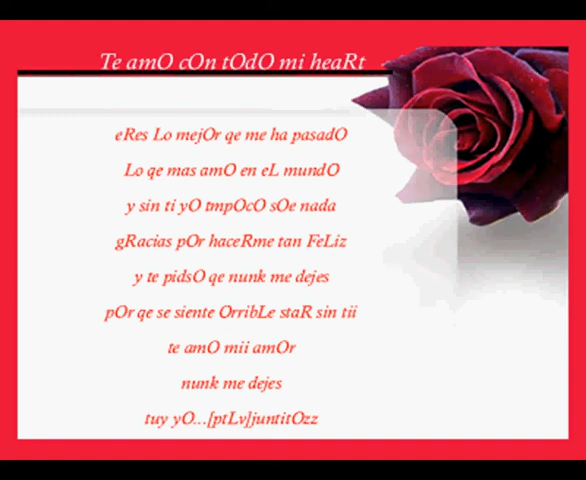 Te amO cOn tOdO mi heaRt
eRes Lo mejOr qe me ha pasadO
Lo qe mas amO en eL mundO
y sin ti yO tmpOcO sOe nada
gRacias pOr haceRme tan FeLiz
y te pidsO qe nunk me dejes
pOr qe se siente OrribLe staR sin tii
te amO mii amOr
nunk me dejes
tuy yO...[ptLv]juntitOzz